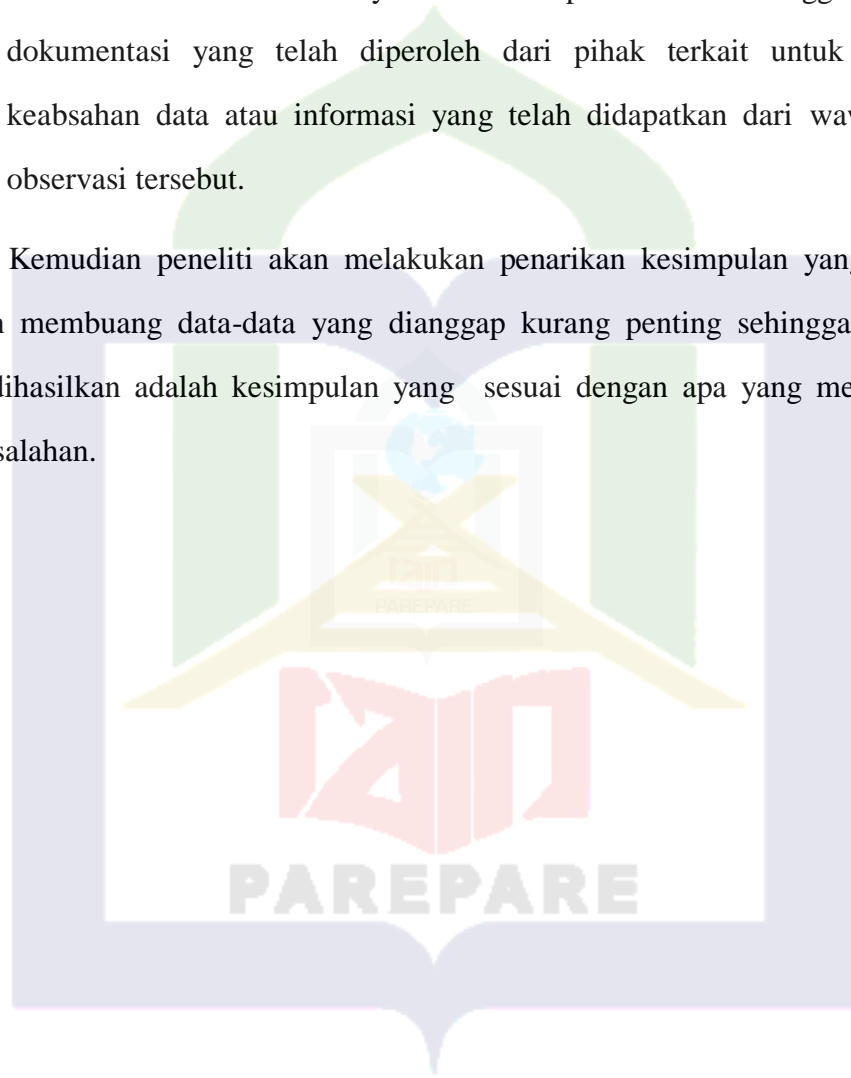 dokumentasi yang telah diperoleh dari pihak terkait untuk
keabsahan data atau informasi yang telah didapatkan dari
observasi tersebut.
Kemudian peneliti akan melakukan penarikan kesimpulan yang
membuang data-data yang dianggap kurang penting sehingga
dihasilkan adalah kesimpulan yang sesuai dengan apa yang
salahan.
PAREPARE
PAREPARE